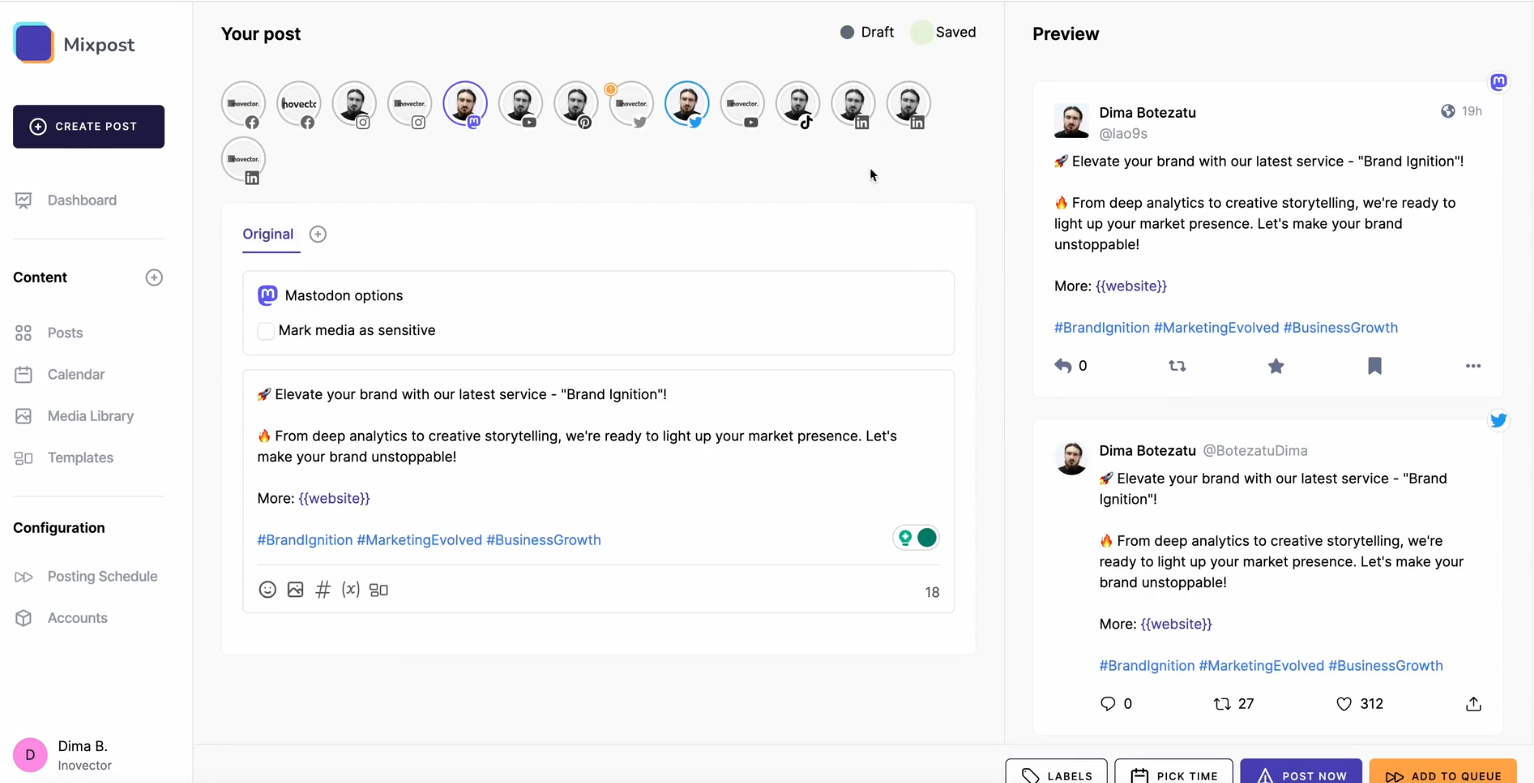 Mixpost
CREATE POST
Dashboard
Content
Posts
Calendar
Media Library
Templates
Configuration
Posting Schedule
Accounts
D
Dima B.
Inovector
Your post
Draft
Saved
inovector.
inovector.
inovector.
inovector.
inovector.
Original
Mastodon options
Mark media as sensitive
🚀 Elevate your brand with our latest service - "Brand Ignition"!
🔥 From deep analytics to creative storytelling, we're ready to light up your market presence. Let's
make your brand unstoppable!
More: {{website}}
#BrandIgnition #MarketingEvolved #BusinessGrowth
# (x)
18
Preview
Dima Botezatu
19h
@lao9s
🚀 Elevate your brand with our latest service - "Brand Ignition"!
🔥 From deep analytics to creative storytelling, we're ready to
light up your market presence. Let's make your brand
unstoppable!
More: {{website}}
#BrandIgnition #MarketingEvolved #BusinessGrowth
0
Dima Botezatu @BotezatuDima
🚀 Elevate your brand with our latest service - "Brand
Ignition"!
🔥 From deep analytics to creative storytelling, we're
ready to light up your market presence. Let's make your
brand unstoppable!
More: {{website}}
#BrandIgnition #MarketingEvolved #BusinessGrowth
0 27 312
LABELS
PICK TIME
POST NOW
ADD TO QUEUE